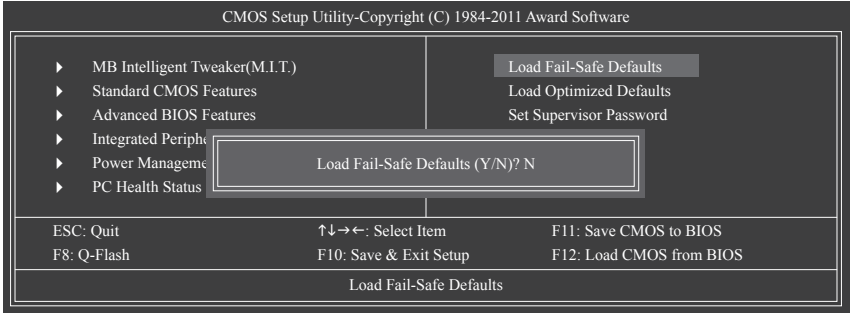 CMOS Setup Utility-Copyright (C) 1984-2011 Award Software
MB Intelligent Tweaker(M.I.T.)
Standard CMOS Features
Advanced BIOS Features
Integrated
Power
PC Health Status
Load Fail-Safe Defaults
Load Optimized Defaults
Set Supervisor Password
Load Fail-Safe Defaults (Y/N)? N
ESC: Quit ↑↓→←: Select Item F11: Save CMOS to BIOS
F8: Q-Flash F10: Save & Exit Setup F12: Load CMOS from BIOS
Load Fail-Safe Defaults